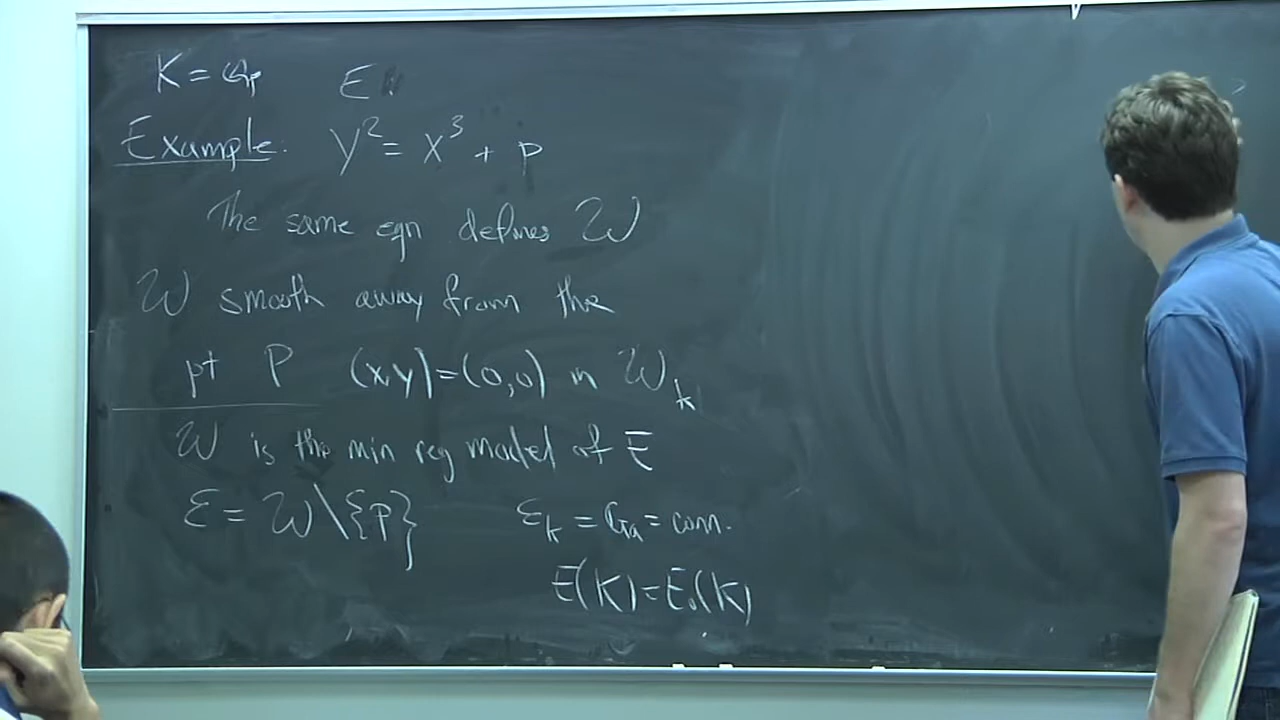 K = ℚp E
Example: y² = x³ + p
The same eqn defines 𝒲
𝒲 smooth away from the
pt P (x,y)=(0,0) in 𝒲k
𝒲 is the min reg model of E
ℰ = 𝒲\{P} ℰk = Ga = conn.
E(K)=E₀(K)